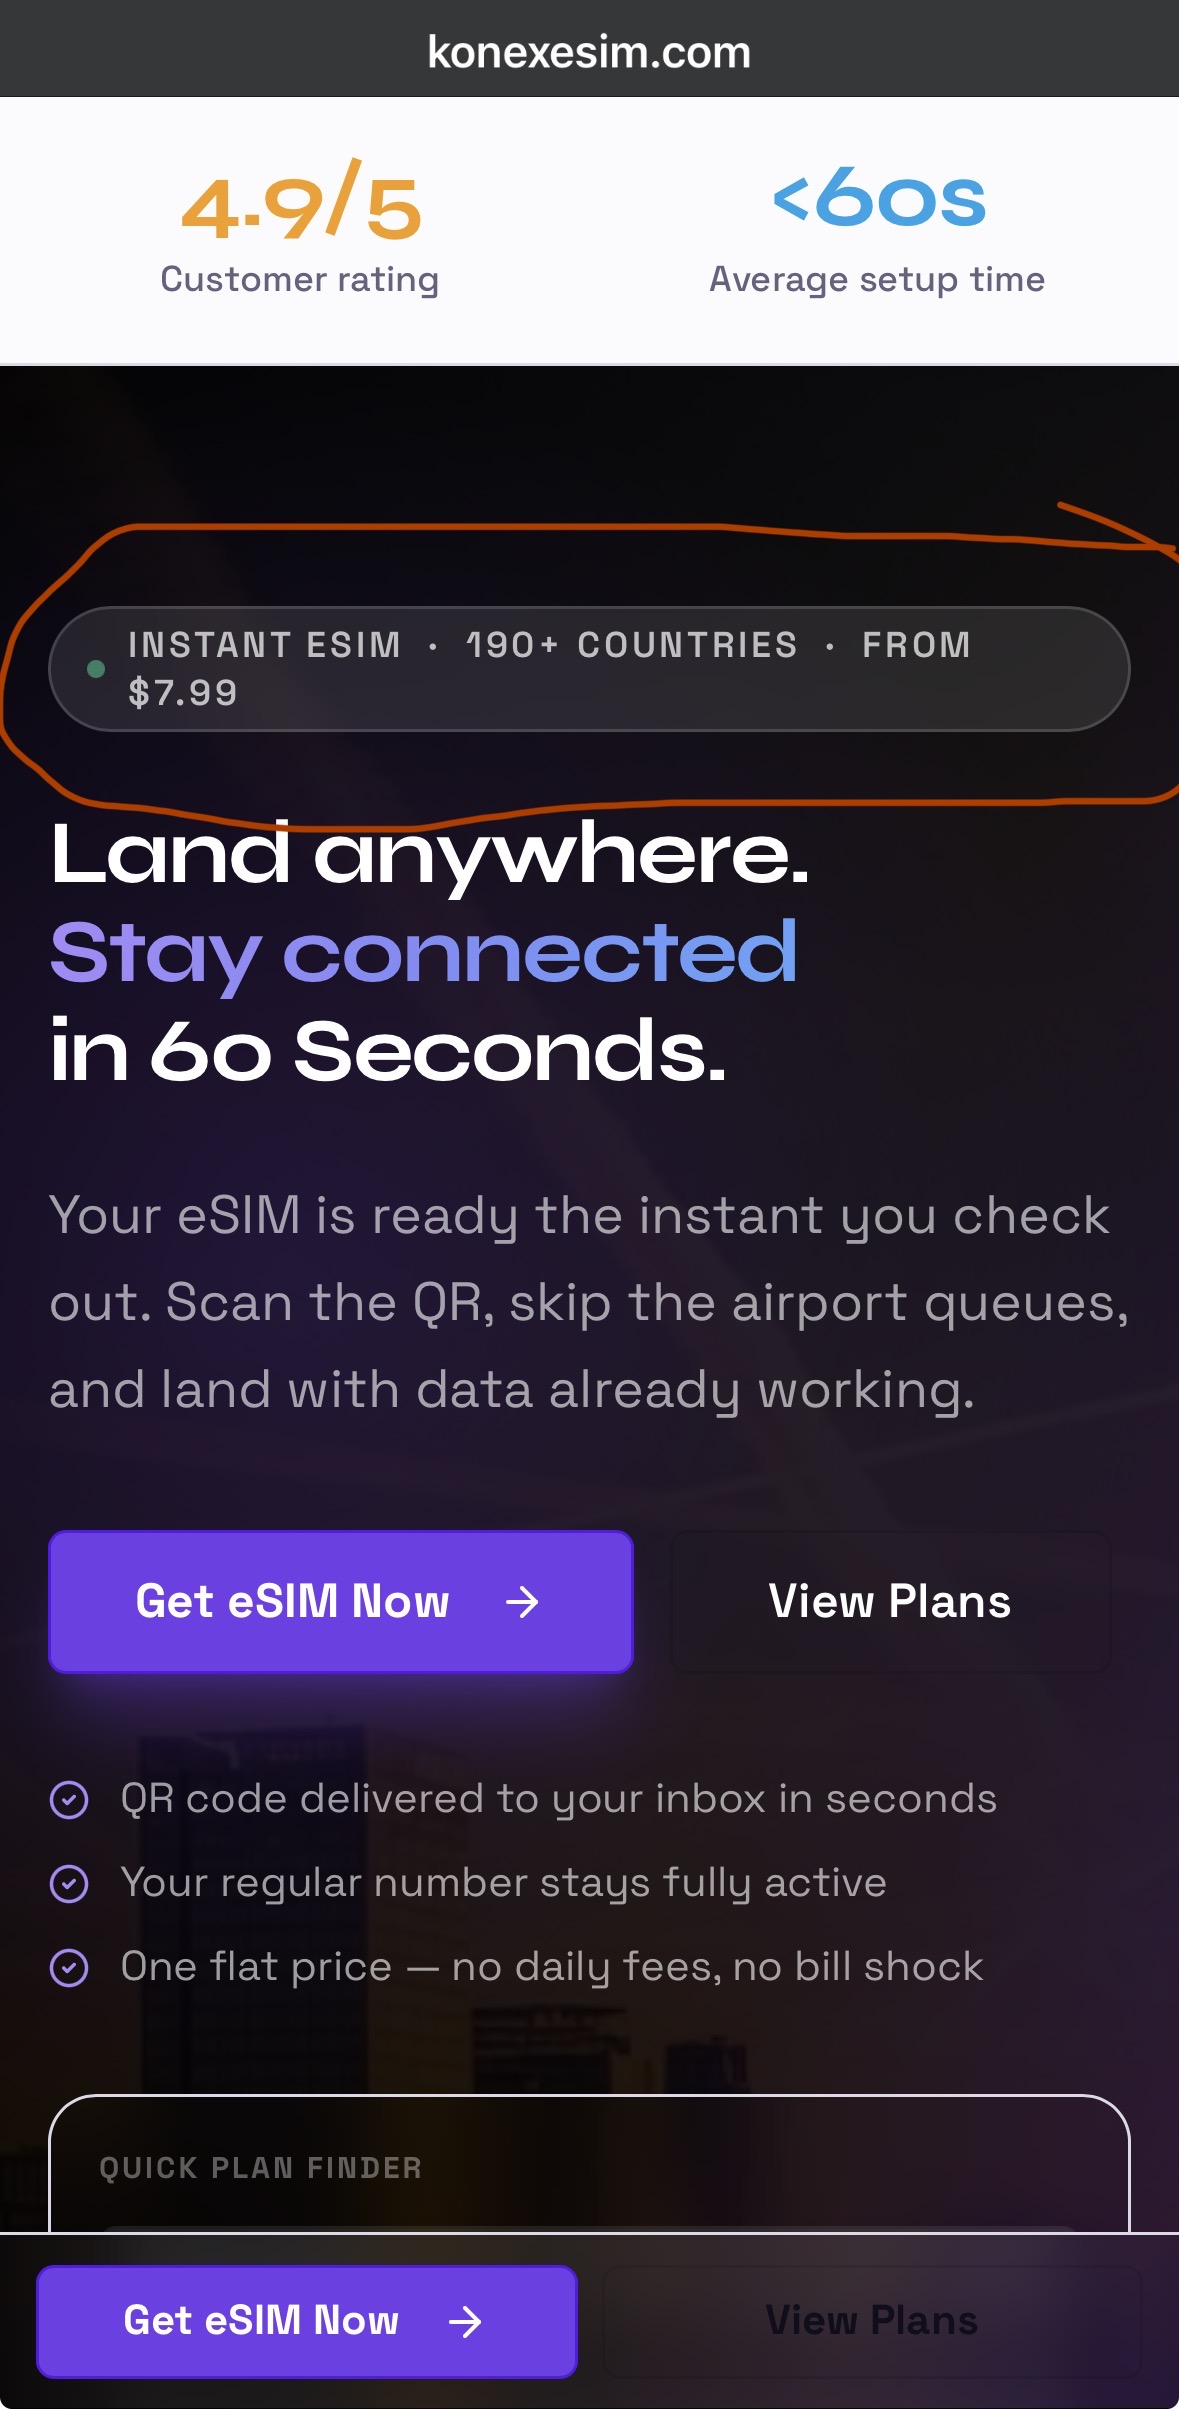 konexesim.com
4.9/5
Customer rating
<60s
Average setup time
INSTANT ESIM · 190+ COUNTRIES · FROM
$7.99
Land anywhere.
Stay connected
in 60 Seconds.
Your eSIM is ready the instant you check
out. Scan the QR, skip the airport queues,
and land with data already working.
Get eSIM Now →
View Plans
QR code delivered to your inbox in seconds
Your regular number stays fully active
One flat price — no daily fees, no bill shock
QUICK PLAN FINDER
Get eSIM Now →
View Plans